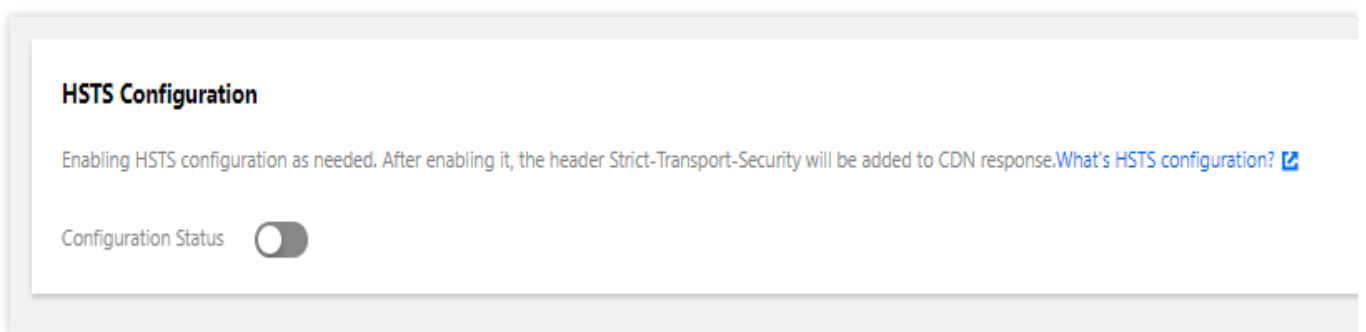 HSTS Configuration
Enabling HSTS configuration as needed. After enabling it, the header Strict-Transport-Security will be added to CDN response.What's HSTS configuration?
Configuration Status